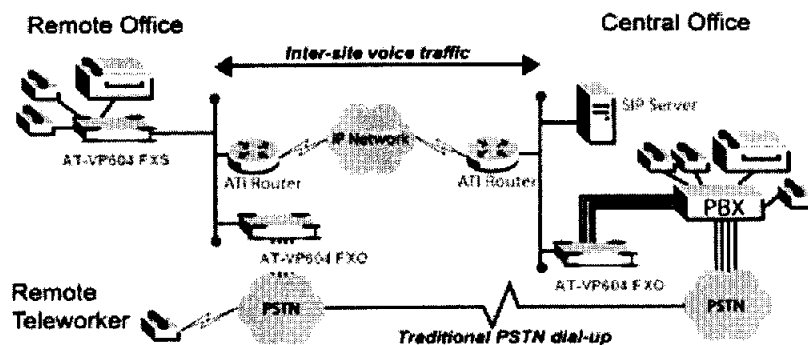 Remote Office
Central Office
Inter-site voice traffic
SIP Server
AT-VP604 FXS
ATI Router
IP Network
ATI Router
PBX
AT-VP604 FXO
AT-VP604 FXO
Remote
Teleworker
PSTN
PSTN
Traditional PSTN dial-up